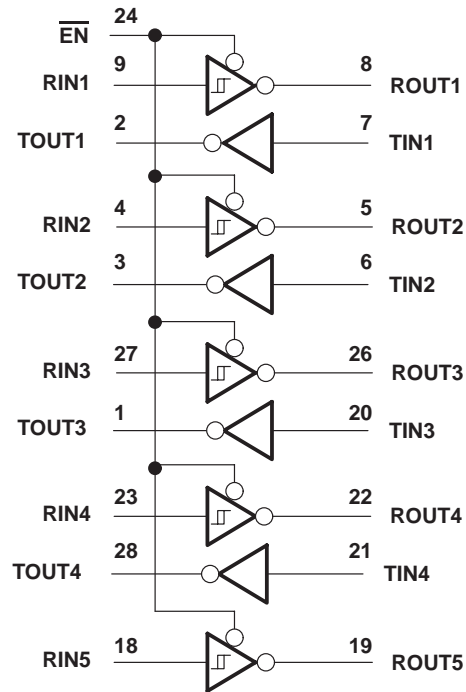 24
EN
9
8
RIN1
ROUT1
2
7
TOUT1
TIN1
4
5
RIN2
ROUT2
3
6
TOUT2
TIN2
27
26
RIN3
ROUT3
1
20
TOUT3
TIN3
23
22
RIN4
ROUT4
28
21
TOUT4
TIN4
18
19
RIN5
ROUT5